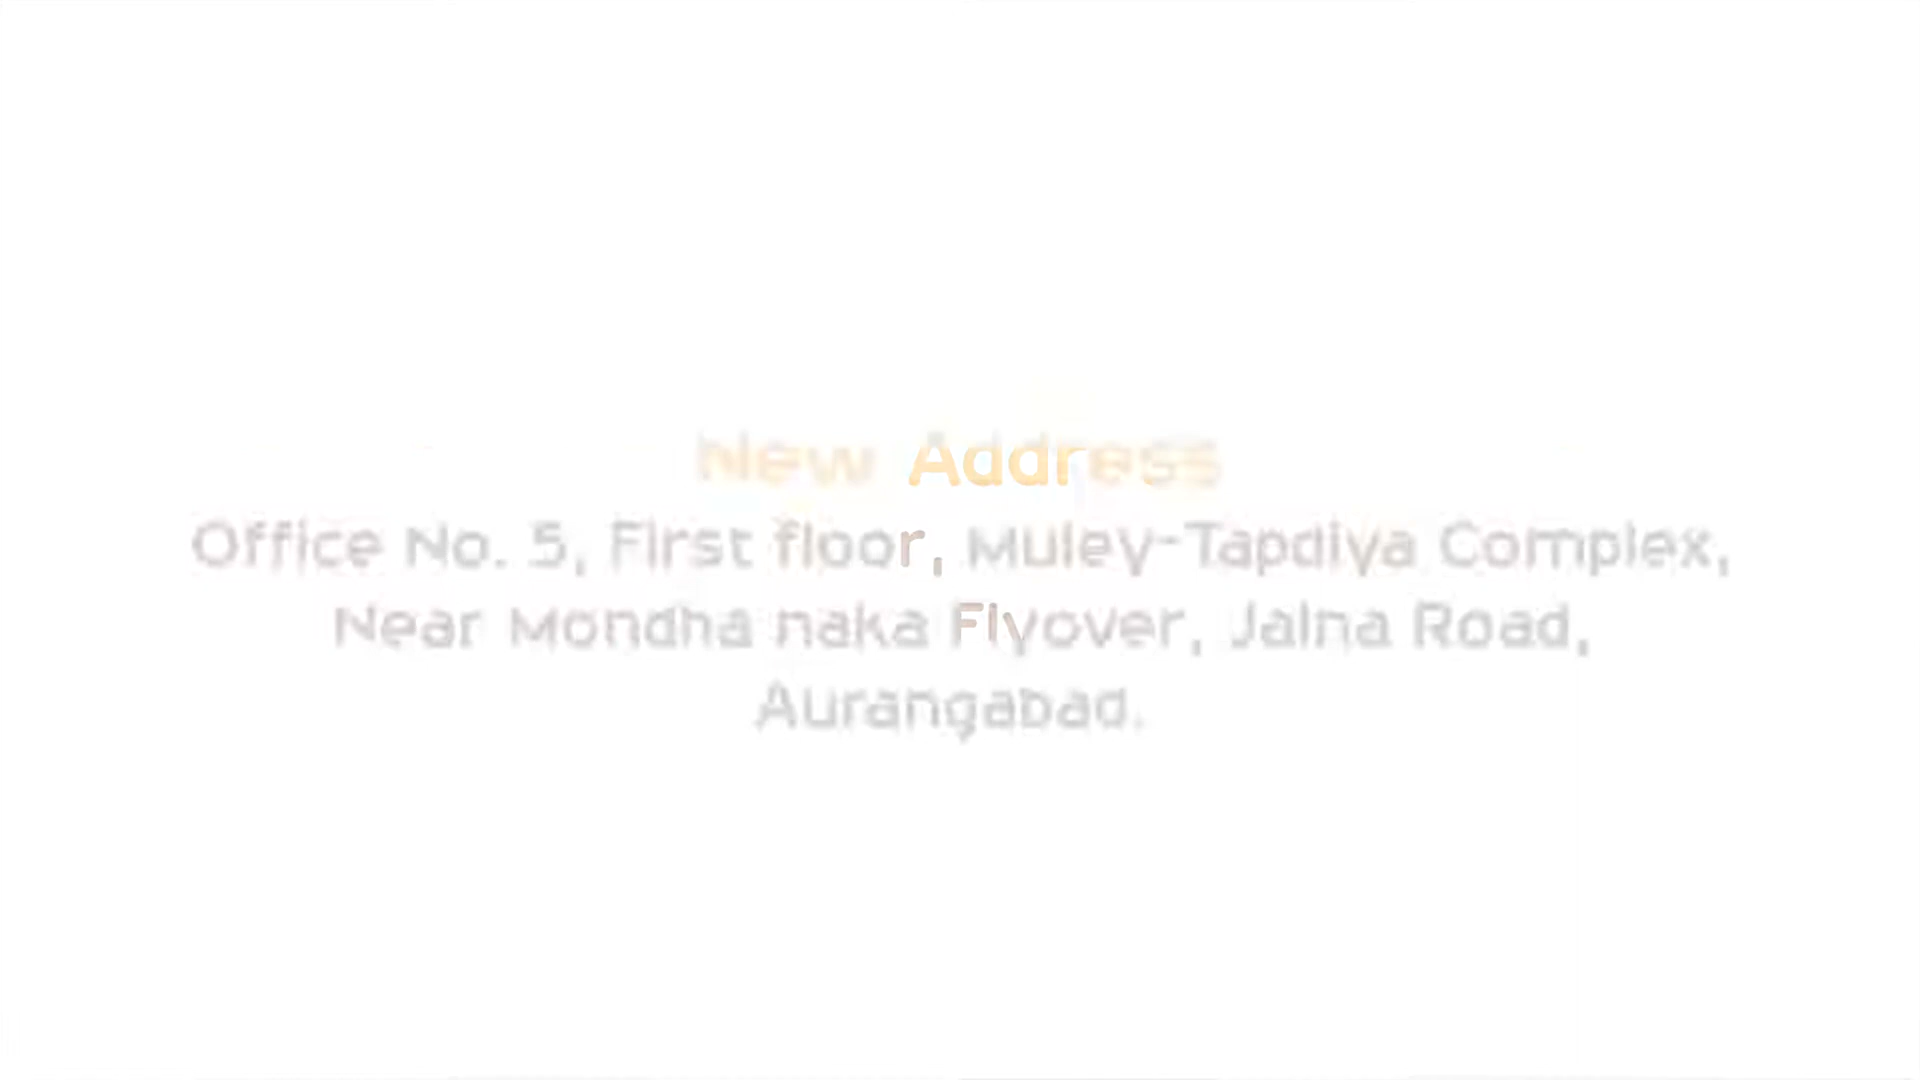 New Address
Office No. 5, First floor, Muley-Tapdiya Complex,
Near Mondha naka Flyover, Jalna Road,
Aurangabad.